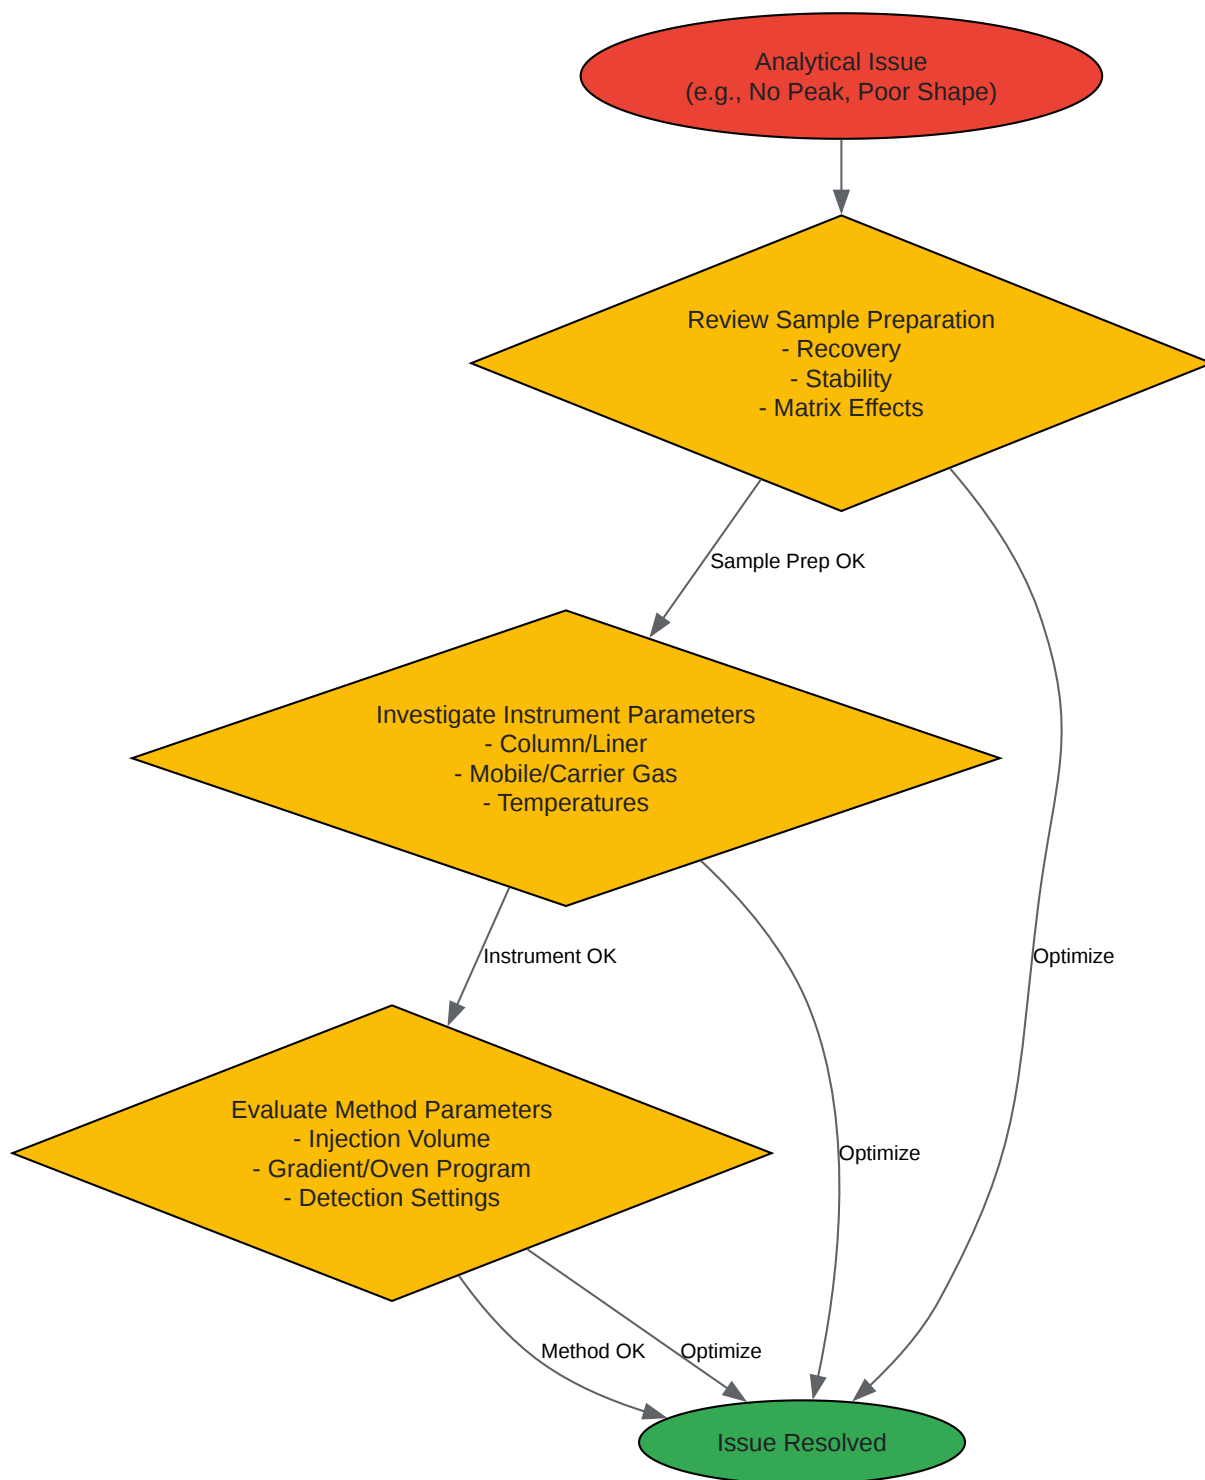 Analytical Issue
(e.g., No Peak, Poor Shape)
Review Sample Preparation
- Recovery
- Stability
- Matrix Effects
Sample Prep OK
Investigate Instrument Parameters
- Column/Liner
- Mobile/Carrier Gas
- Temperatures
Instrument OK
Optimize
Evaluate Method Parameters
- Injection Volume
- Gradient/Oven Program
- Detection Settings
Optimize
Method OK
Optimize
Issue Resolved